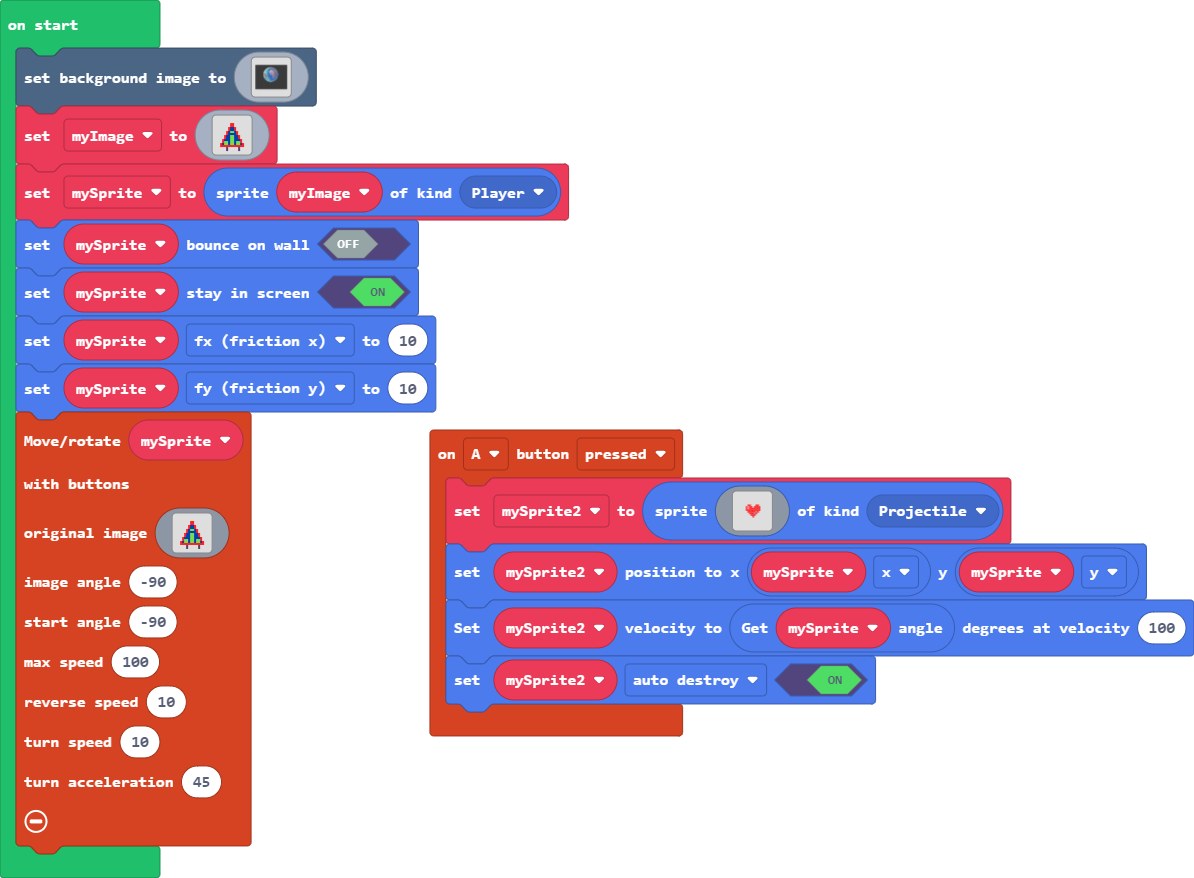 on start
set background image to
set myImage to
set mySprite to sprite myImage of kind Player
set mySprite bounce on wall OFF
set mySprite stay in screen ON
set mySprite fx (friction x) to 10
set mySprite fy (friction y) to 10
Move/rotate mySprite
with buttons
original image
image angle -90
start angle -90
max speed 100
reverse speed 10
turn speed 10
turn acceleration 45
on A button pressed
set mySprite2 to sprite of kind Projectile
set mySprite2 position to x mySprite x y mySprite y
Set mySprite2 velocity to Get mySprite angle degrees at velocity 100
set mySprite2 auto destroy ON